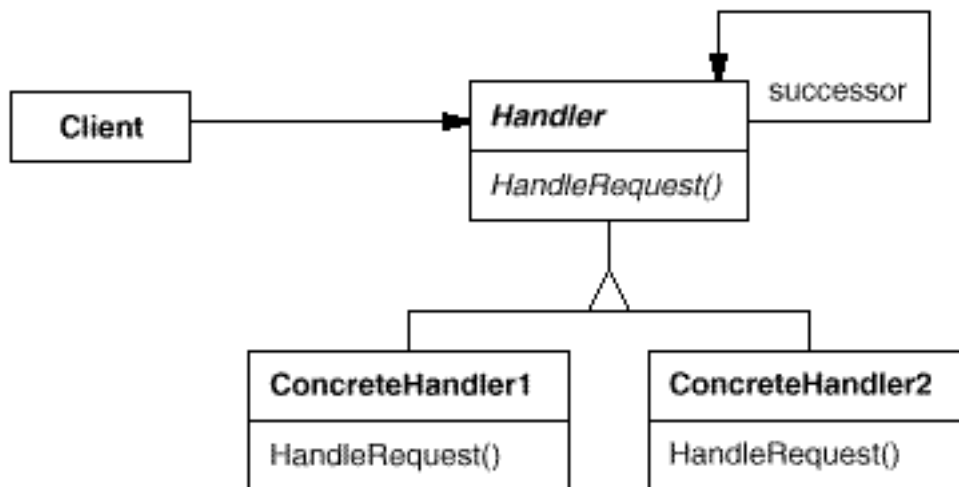 successor
Client
Handler
HandleRequest()
ConcreteHandler1
ConcreteHandler2
HandleRequest()
HandleRequest()